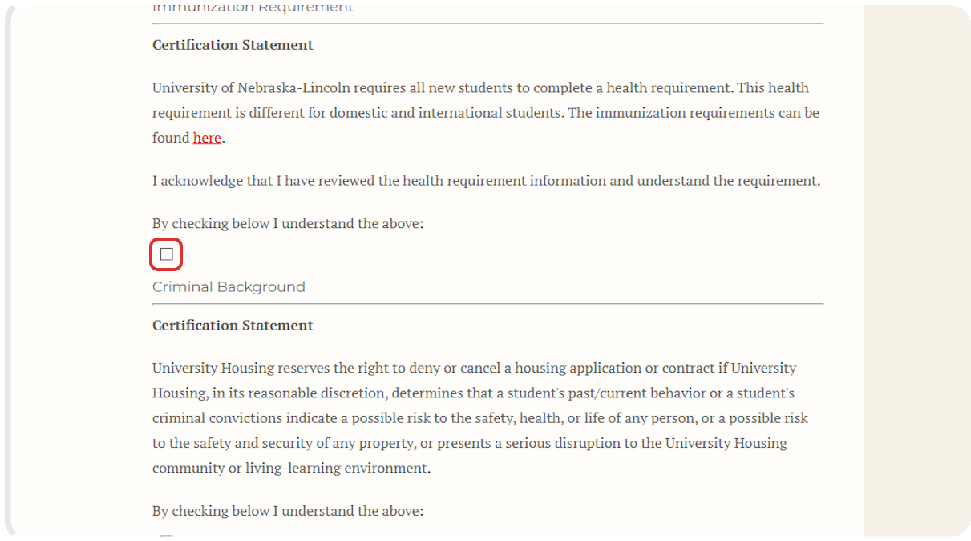 Immunization Requirement
Certification Statement
University of Nebraska-Lincoln requires all new students to complete a health requirement. This health
requirement is different for domestic and international students. The immunization requirements can be
found here.
I acknowledge that I have reviewed the health requirement information and understand the requirement.
By checking below I understand the above:
Criminal Background
Certification Statement
University Housing reserves the right to deny or cancel a housing application or contract if University
Housing, in its reasonable discretion, determines that a student's past/current behavior or a student's
criminal convictions indicate a possible risk to the safety, health, or life of any person, or a possible risk
to the safety and security of any property, or presents a serious disruption to the University Housing
community or living-learning environment.
By checking below I understand the above: